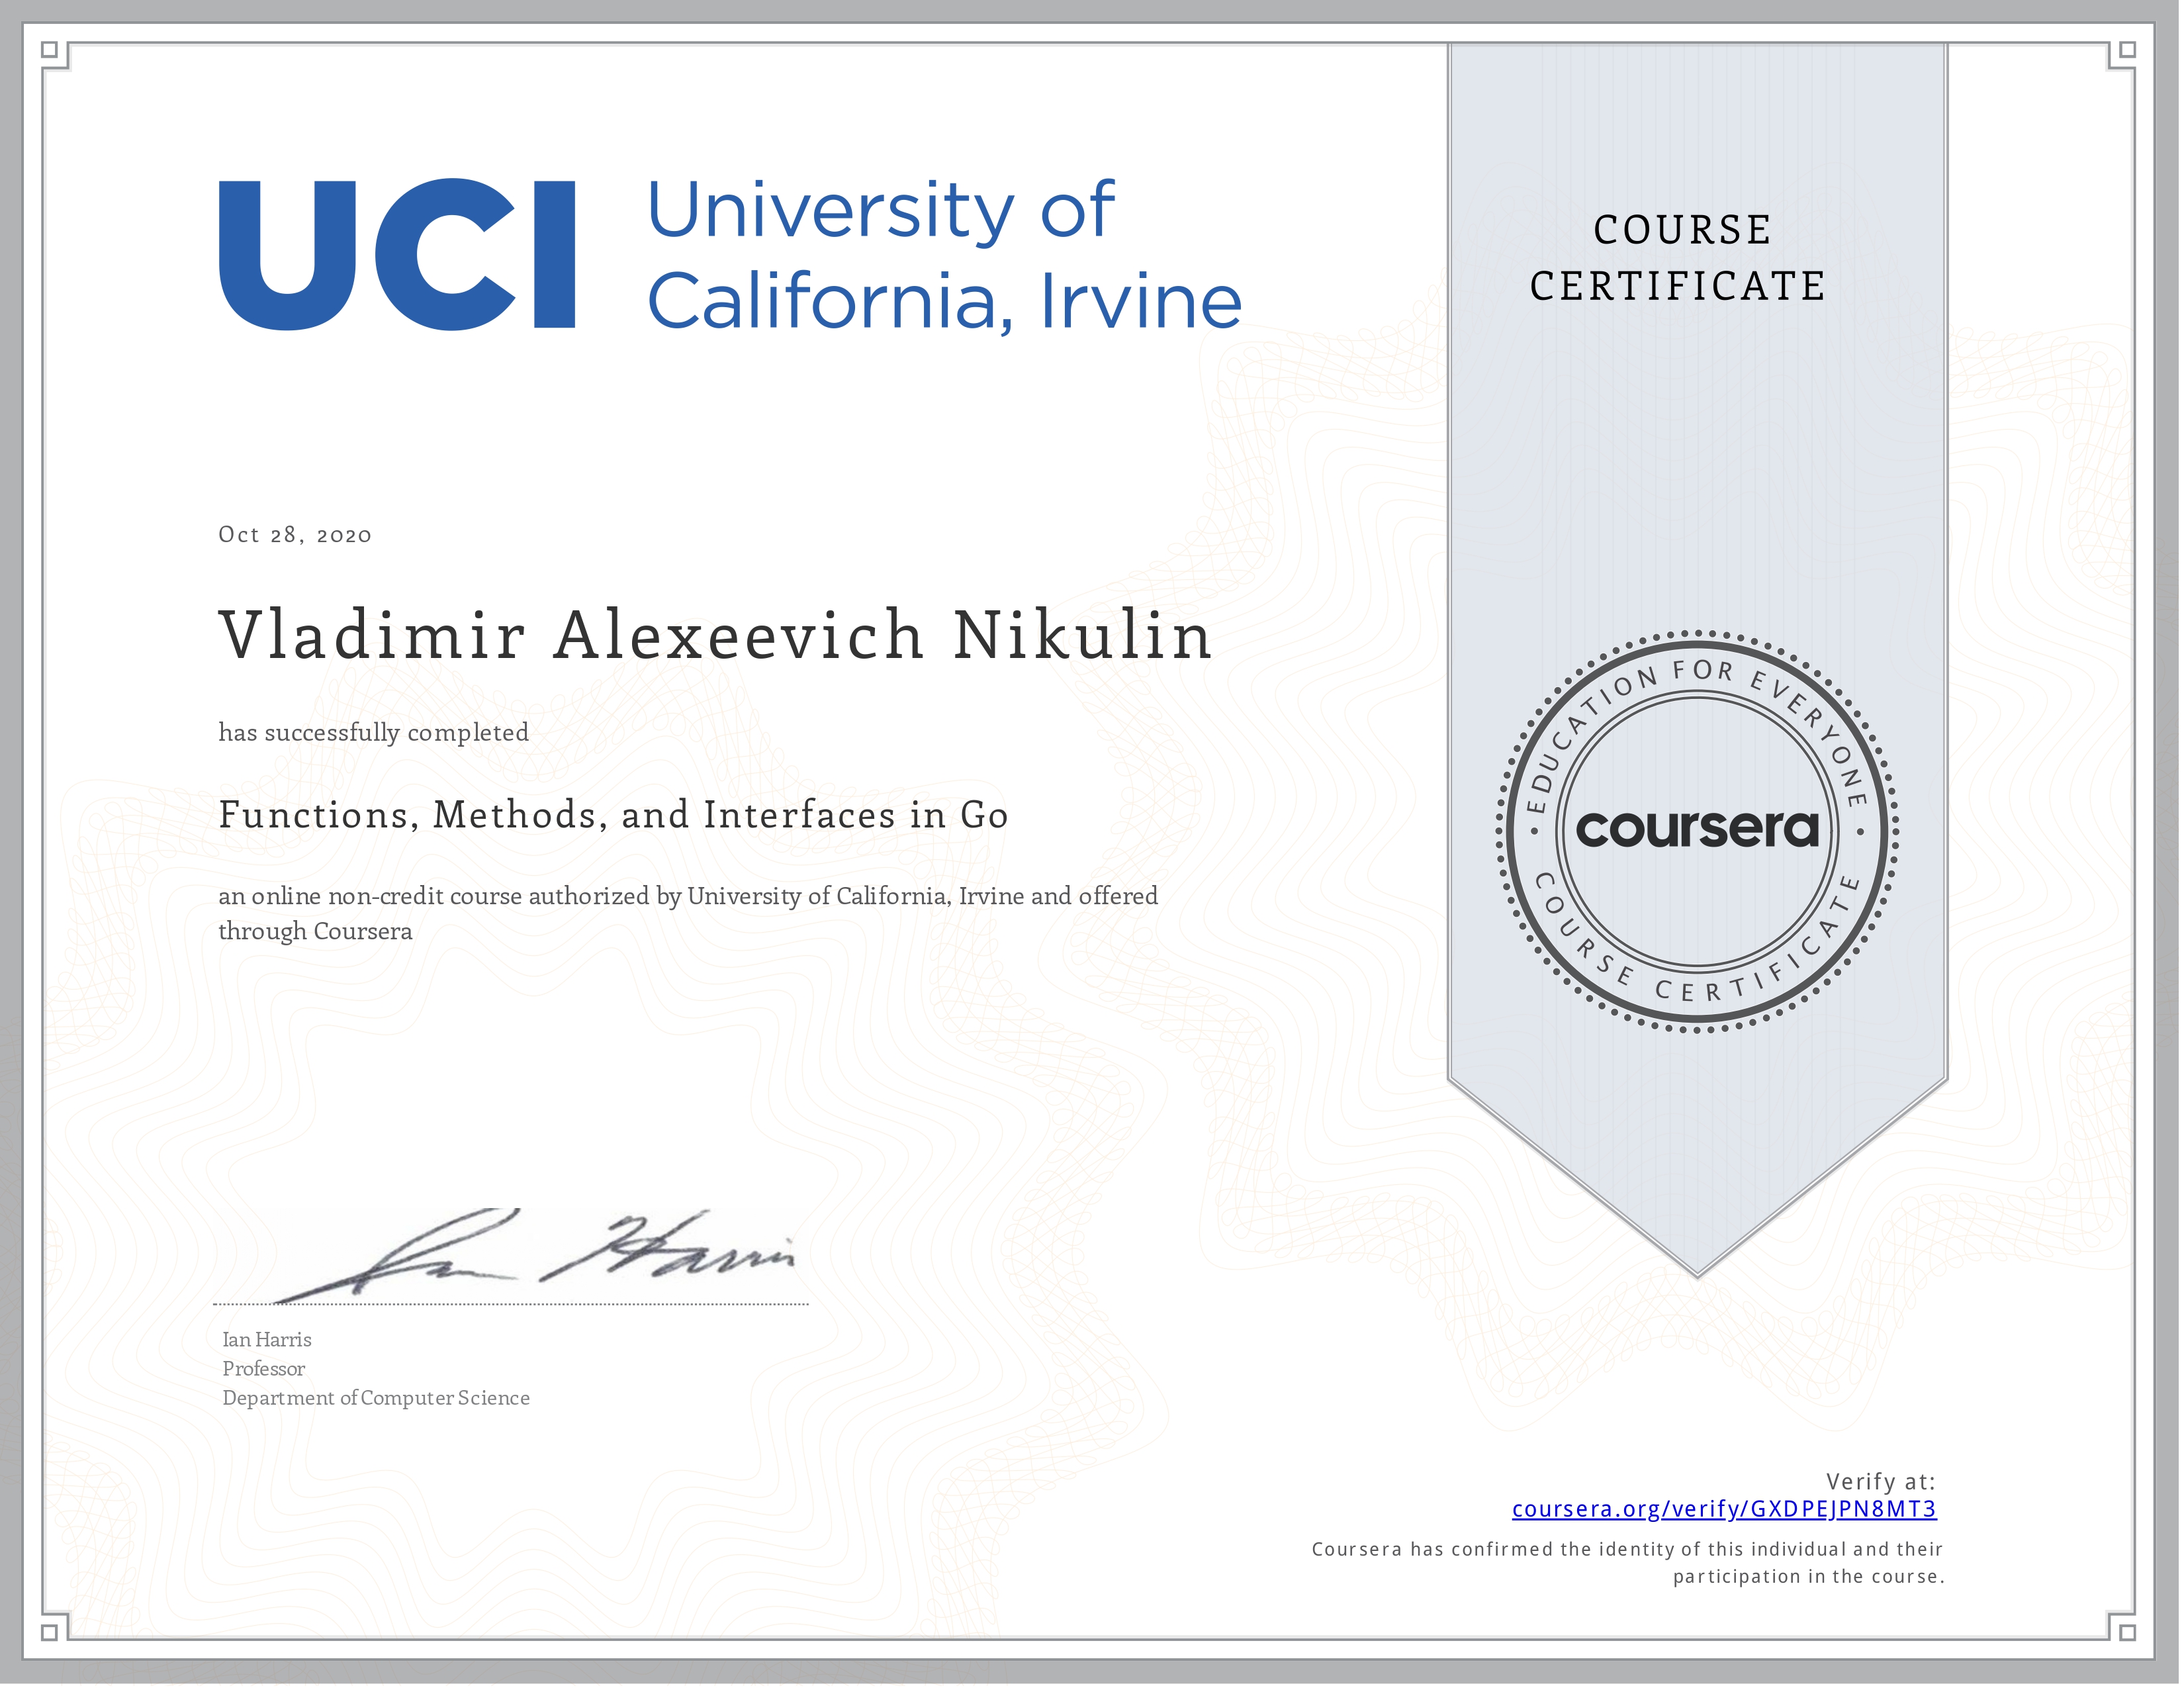 UCI University of
California, Irvine
COURSE
CERTIFICATE
Oct 28, 2020
Vladimir Alexeevich Nikulin
has successfully completed
Functions, Methods, and Interfaces in Go
an online non-credit course authorized by University of California, Irvine and offered
through Coursera
EDUCATION FOR EVERYONE
coursera
COURSE CERTIFICATE
Ian Harris
Ian Harris
Professor
Department of Computer Science
Verify at:
coursera.org/verify/GXDPEJPN8MT3
Coursera has confirmed the identity of this individual and their
participation in the course.